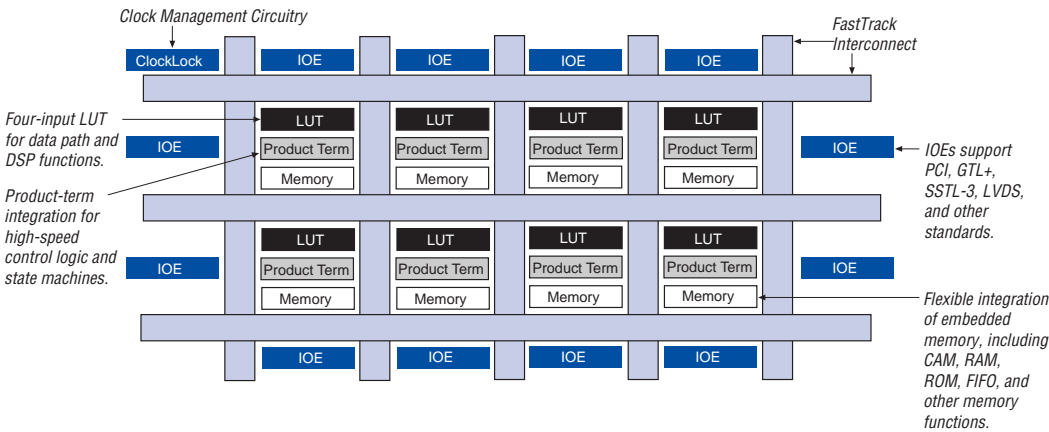 Clock Management Circuitry
FastTrack
Interconnect
ClockLock
IOE
IOE
IOE
IOE
Four-input LUT
for data path and
DSP functions.
LUT
LUT
LUT
LUT
IOE
Product Term
Product Term
Product Term
Product Term
IOE
IOEs support
PCI, GTL+,
SSTL-3, LVDS,
and other
standards.
Memory
Memory
Memory
Memory
Product-term
integration for
high-speed
control logic and
state machines.
LUT
LUT
LUT
LUT
IOE
Product Term
Product Term
Product Term
Product Term
IOE
Memory
Memory
Memory
Memory
Flexible integration
of embedded
memory, including
CAM, RAM,
ROM, FIFO, and
other memory
functions.
IOE
IOE
IOE
IOE